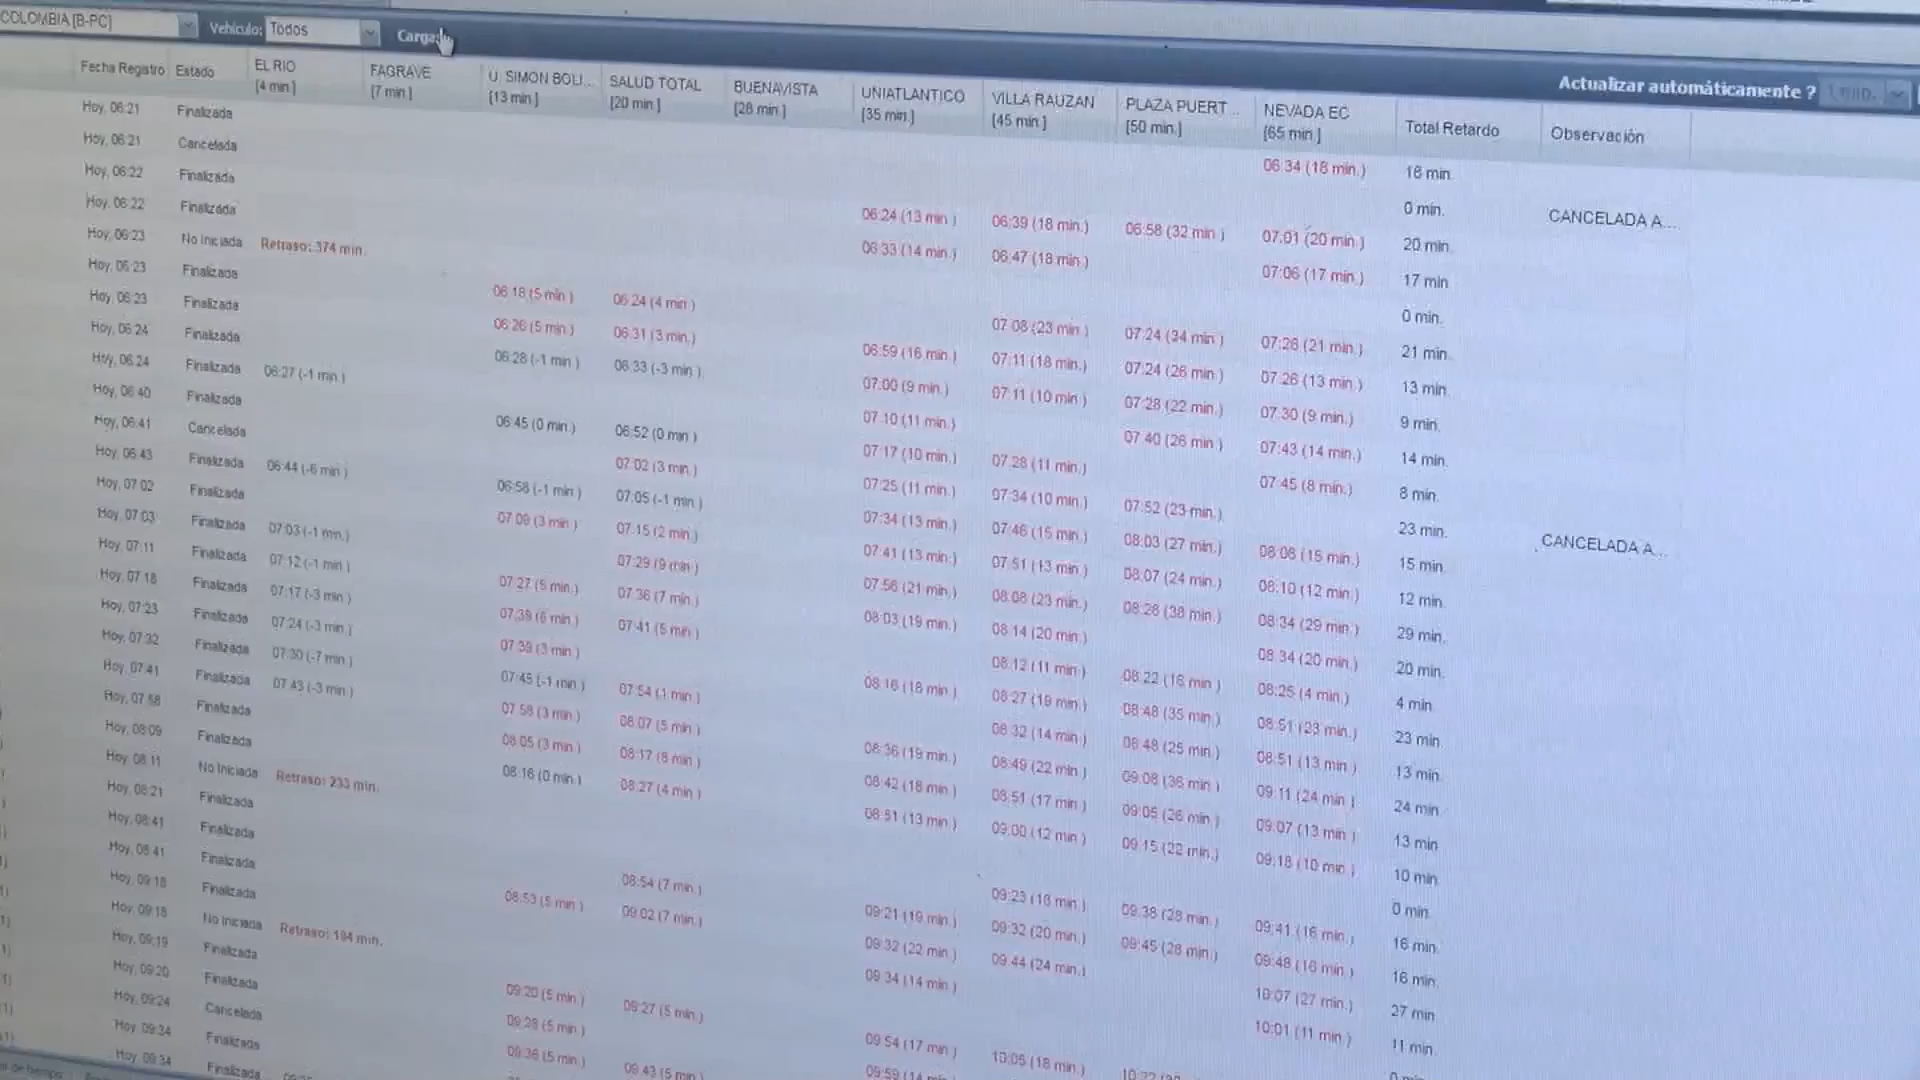 COLOMBIA [B-PC] Vehículo: Todos Cargar
Actualizar automáticamente ?
Fecha Registro Estado EL RIO [4 min.] FAGRAVE [7 min.] U. SIMON BOLI... [13 min.] SALUD TOTAL [20 min.] BUENAVISTA [28 min.] UNIATLANTICO [35 min.] VILLA RAUZAN [45 min.] PLAZA PUERT... [50 min.] NEVADA EC [65 min.] Total Retardo Observación
Hoy, 06:21 Finalizada 06:34 (18 min.) 18 min.
Hoy, 06:21 Cancelada 0 min. CANCELADA A...
Hoy, 06:22 Finalizada 06:24 (13 min.) 06:39 (18 min.) 06:58 (32 min.) 07:01 (20 min.) 20 min.
Hoy, 06:22 Finalizada 06:33 (14 min.) 06:47 (18 min.) 07:06 (17 min.) 17 min.
Hoy, 06:23 No Iniciada Retraso: 374 min. 0 min.
Hoy, 06:23 Finalizada 06:18 (5 min.) 06:24 (4 min.) 07:08 (23 min.) 07:24 (34 min.) 07:26 (21 min.) 21 min.
Hoy, 06:23 Finalizada 06:26 (5 min.) 06:31 (3 min.) 06:59 (16 min.) 07:11 (18 min.) 07:24 (26 min.) 07:26 (13 min.) 13 min.
Hoy, 06:24 Finalizada 06:28 (-1 min.) 06:33 (-3 min.) 07:00 (9 min.) 07:11 (10 min.) 07:28 (22 min.) 07:30 (9 min.) 9 min.
Hoy, 06:24 Finalizada 06:27 (-1 min.) 07:10 (11 min.) 07:40 (26 min.) 07:43 (14 min.) 14 min.
Hoy, 06:40 Finalizada 06:45 (0 min.) 06:52 (0 min.) 07:17 (10 min.) 07:28 (11 min.) 07:45 (8 min.) 8 min.
Hoy, 06:41 Cancelada 07:02 (3 min.) 07:25 (11 min.) 07:34 (10 min.) 07:52 (23 min.) 23 min. CANCELADA A...
Hoy, 06:43 Finalizada 06:44 (-6 min.) 06:58 (-1 min.) 07:05 (-1 min.) 07:34 (13 min.) 07:46 (15 min.) 08:03 (27 min.) 08:06 (15 min.) 15 min.
Hoy, 07:02 Finalizada 07:09 (3 min.) 07:15 (2 min.) 07:41 (13 min.) 07:51 (13 min.) 08:07 (24 min.) 08:10 (12 min.) 12 min.
Hoy, 07:03 Finalizada 07:03 (-1 min.) 07:29 (9 min.) 07:56 (21 min.) 08:08 (23 min.) 08:28 (38 min.) 08:34 (29 min.) 29 min.
Hoy, 07:11 Finalizada 07:12 (-1 min.) 07:27 (5 min.) 07:36 (7 min.) 08:03 (19 min.) 08:14 (20 min.) 08:34 (20 min.) 20 min.
Hoy, 07:18 Finalizada 07:17 (-3 min.) 07:39 (6 min.) 07:41 (5 min.) 08:12 (11 min.) 08:22 (16 min.) 08:25 (4 min.) 4 min.
Hoy, 07:23 Finalizada 07:24 (-3 min.) 07:39 (3 min.) 08:16 (18 min.) 08:27 (19 min.) 08:48 (35 min.) 08:51 (23 min.) 23 min.
Hoy, 07:32 Finalizada 07:30 (-7 min.) 07:45 (-1 min.) 07:54 (1 min.) 08:32 (14 min.) 08:48 (25 min.) 08:51 (13 min.) 13 min.
Hoy, 07:41 Finalizada 07:43 (-3 min.) 07:58 (3 min.) 08:07 (5 min.) 08:36 (19 min.) 08:49 (22 min.) 09:08 (36 min.) 09:11 (24 min.) 24 min.
Hoy, 07:58 Finalizada 08:05 (3 min.) 08:17 (8 min.) 08:42 (18 min.) 08:51 (17 min.) 09:05 (26 min.) 09:07 (13 min.) 13 min.
Hoy, 08:09 Finalizada 08:16 (0 min.) 08:27 (4 min.) 08:51 (13 min.) 09:00 (12 min.) 09:15 (22 min.) 09:18 (10 min.) 10 min.
Hoy, 08:11 No Iniciada Retraso: 233 min. 0 min.
Hoy, 08:21 Finalizada 08:54 (7 min.) 09:23 (16 min.) 09:38 (28 min.) 09:41 (16 min.) 16 min.
Hoy, 08:41 Finalizada 08:53 (5 min.) 09:02 (7 min.) 09:21 (19 min.) 09:32 (20 min.) 09:45 (28 min.) 09:48 (16 min.) 16 min.
Hoy, 08:41 Finalizada 09:32 (22 min.) 09:44 (24 min.) 10:07 (27 min.) 27 min.
Hoy, 09:18 Finalizada 09:34 (14 min.) 10:01 (11 min.) 11 min.
Hoy, 09:18 No Iniciada Retraso: 194 min. 0 min.
Hoy, 09:19 Finalizada 09:20 (5 min.) 09:27 (5 min.) 09:54 (17 min.) 10:05 (18 min.)
Hoy, 09:20 Finalizada 09:28 (5 min.)
Hoy, 09:24 Cancelada 09:36 (5 min.) 09:43 (5 min.)
Hoy, 09:34 Finalizada
Hoy, 09:34 Finalizada